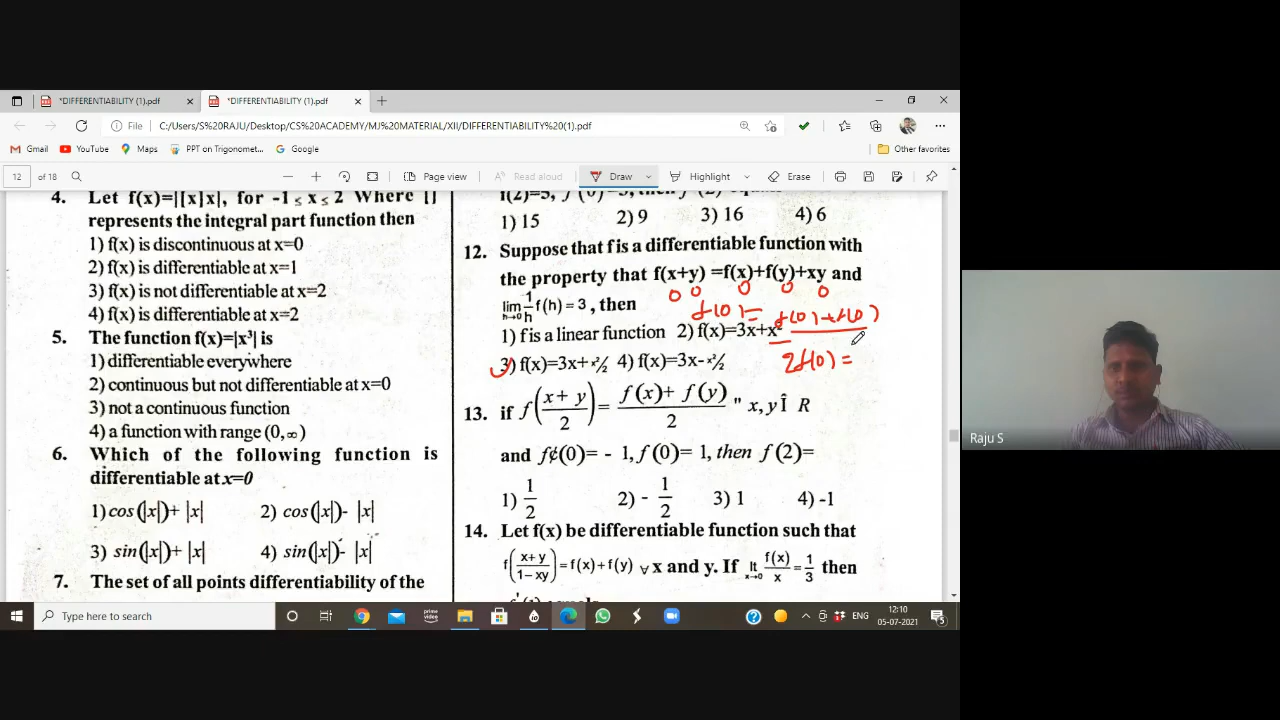 *DIFFERENTIABILITY (1).pdf
*DIFFERENTIABILITY (1).pdf
File
C:/Users/S%20RAJU/Desktop/CS%20ACADEMY/MJ%20MATERIAL/XII/DIFFERENTIABILITY%20(1).pdf
Gmail
YouTube
Maps
PPT on Trigonomet...
Google
Other favorites
12 of 18
Page view
Read aloud
Draw
Highlight
Erase
4. Let f(x)=|[x]x|, for -1 ≤ x ≤ 2 Where []
represents the integral part function then
1) f(x) is discontinuous at x=0
2) f(x) is differentiable at x=1
3) f(x) is not differentiable at x=2
4) f(x) is differentiable at x=2
5. The function f(x)=|x³| is
1) differentiable everywhere
2) continuous but not differentiable at x=0
3) not a continuous function
4) a function with range (0,∞)
6. Which of the following function is
differentiable at x=0
1) cos(|x|)+ |x| 2) cos(|x|)- |x|
3) sin(|x|)+ |x| 4) sin(|x|)- |x|
7. The set of all points differentiability of the
1) 15 2) 9 3) 16 4) 6
12. Suppose that f is a differentiable function with
the property that f(x+y) =f(x)+f(y)+xy and
0 0 0 0 0
lim h→0 1/h f(h) = 3, then
f(0) = f(0)+f(0)
1) f is a linear function 2) f(x)=3x+x²
3) f(x)=3x+x²/2 4) f(x)=3x-x²/2
2f(0) =
13. if f((x+y)/2) = (f(x)+f(y))/2 " x, yÎ R
and f¢(0)= - 1, f(0)= 1, then f(2)=
1) 1/2 2) - 1/2 3) 1 4) -1
14. Let f(x) be differentiable function such that
f((x+y)/(1-xy)) =f(x)+f(y) ∀ x and y. If lt x→0 f(x)/x = 1/3 then
Raju S
Type here to search
prime video
ENG
12:10
05-07-2021
5